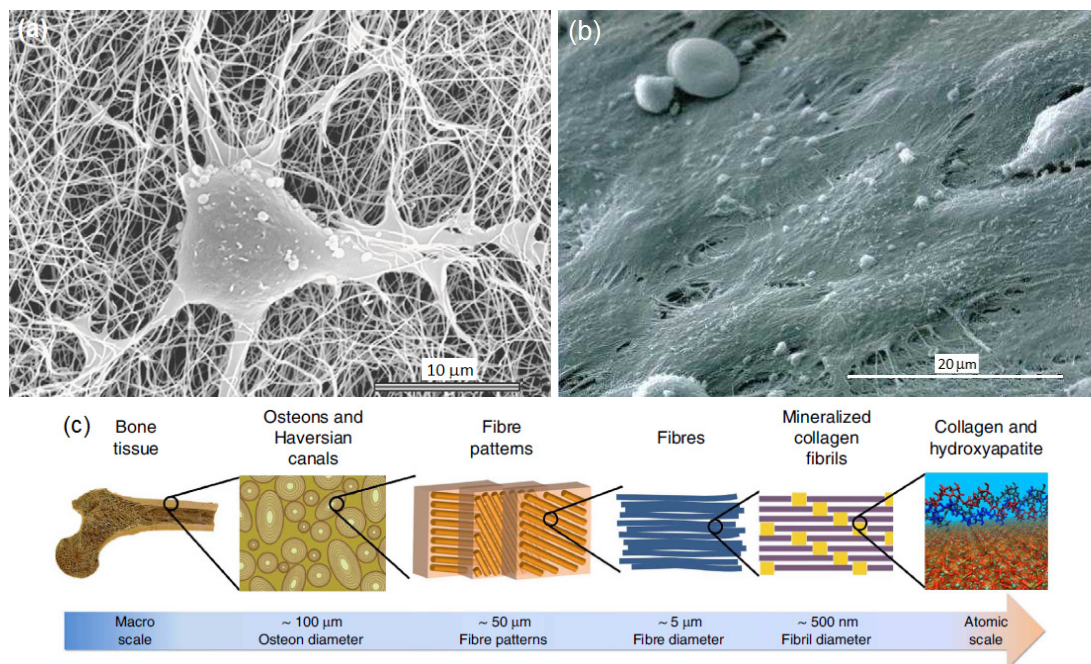 (a)
10 μm
(b)
20 μm
(c)
Bone
tissue
Osteons and
Haversian
canals
Fibre
patterns
Fibres
Mineralized
collagen
fibrils
Collagen and
hydroxyapatite
Macro
scale
~ 100 μm
Osteon diameter
~ 50 μm
Fibre patterns
~ 5 μm
Fibre diameter
~ 500 nm
Fibril diameter
Atomic
scale